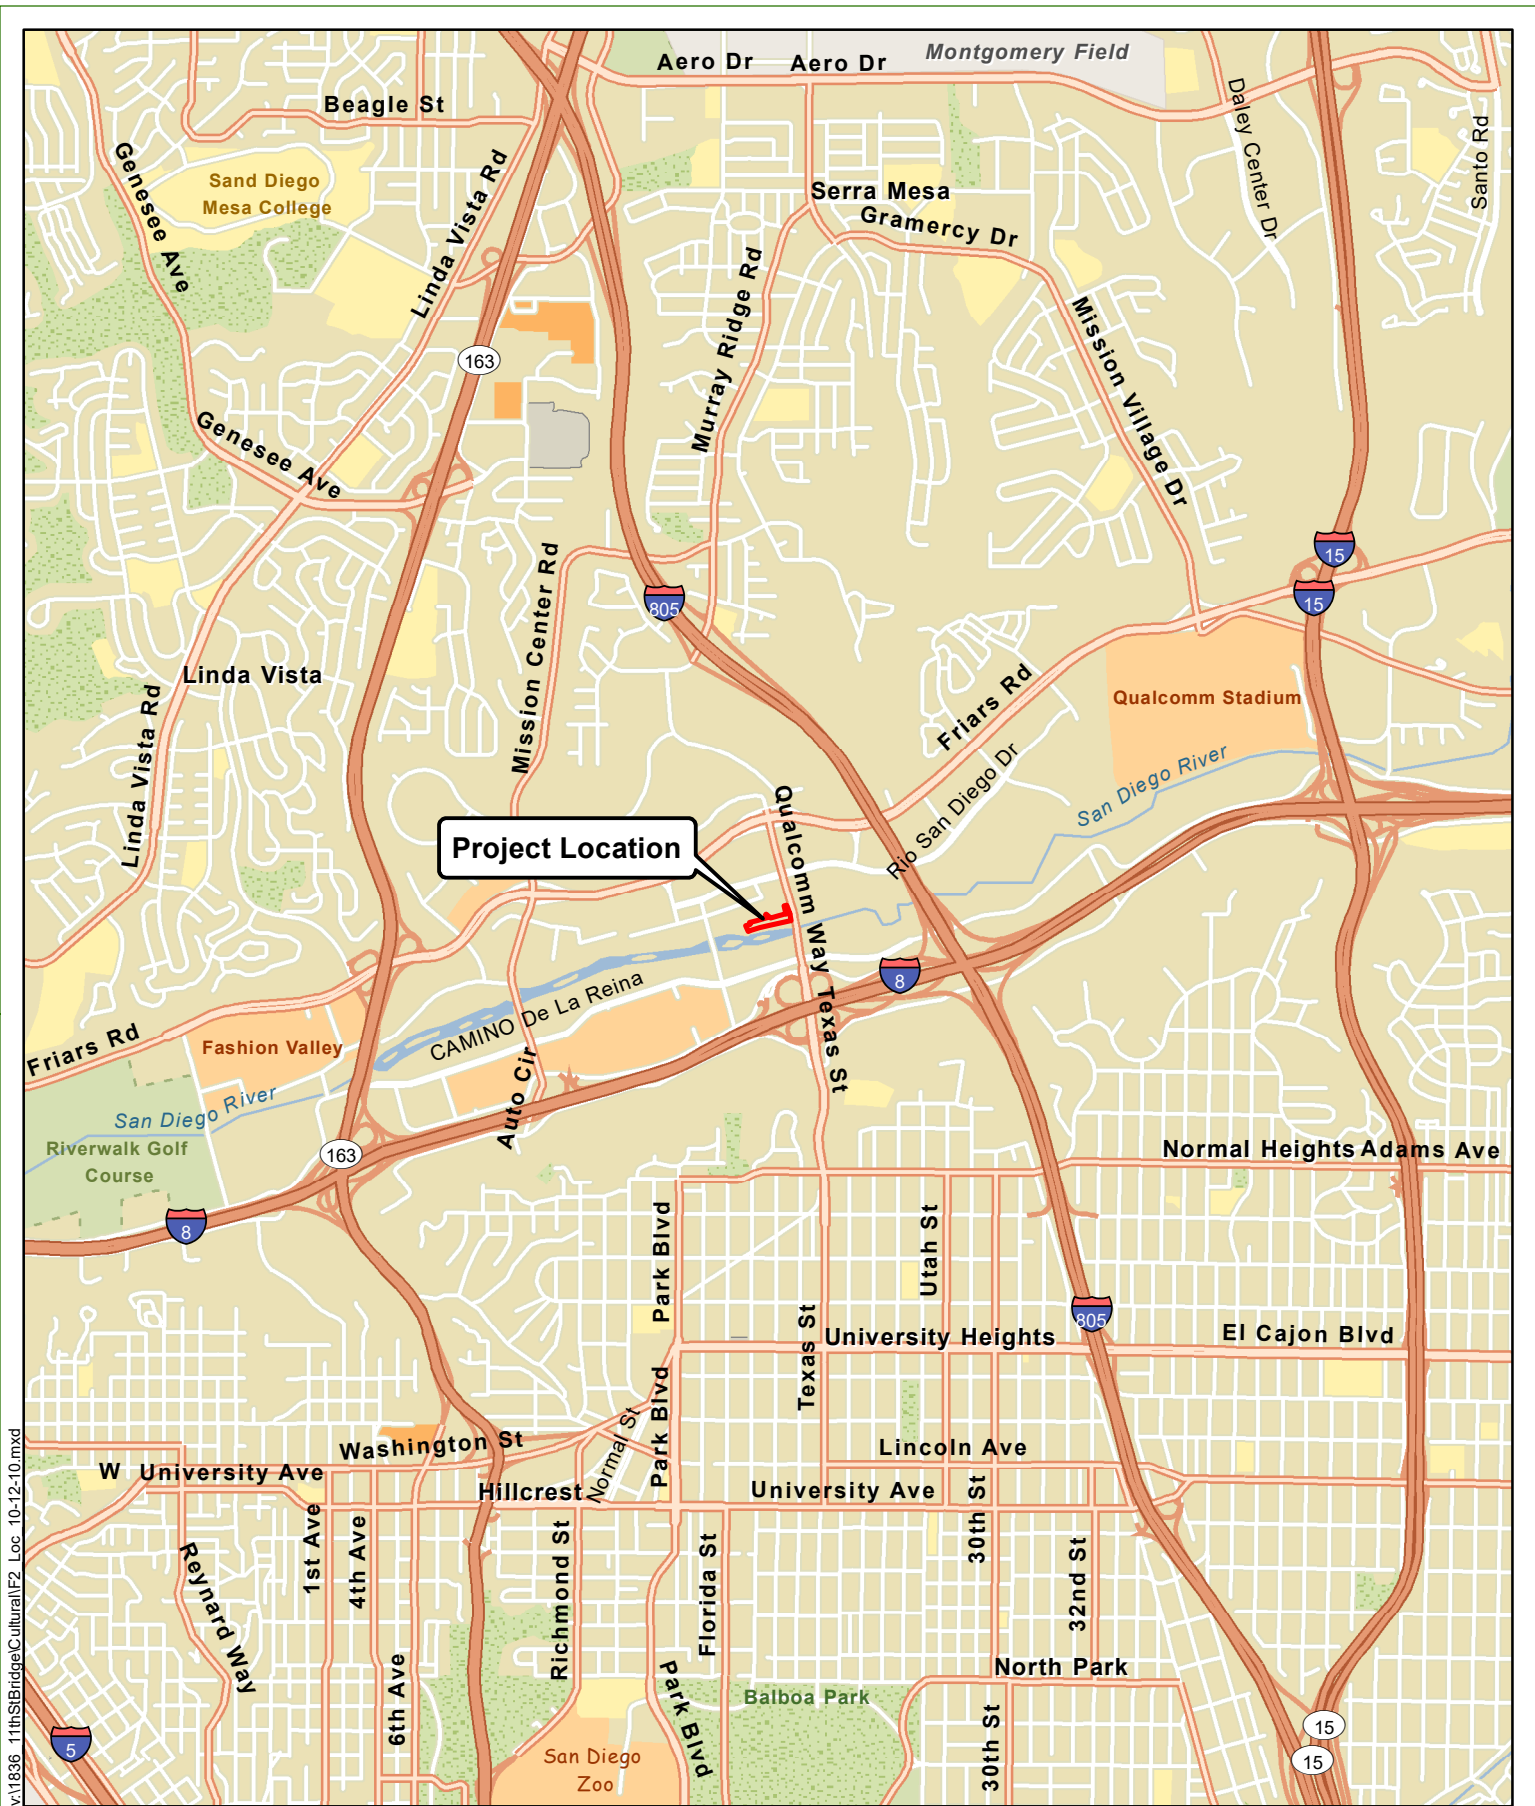 Montgomery Field
Aero Dr
Aero Dr
Beagle St
Daley Center Dr
Santo Rd
Genesee Ave
Sand Diego
Mesa College
Linda Vista Rd
Serra Mesa
Gramercy Dr
Murray Ridge Rd
Mission Village Dr
163
Genesee Ave
Mission Center Rd
15
15
805
Linda Vista
Linda Vista Rd
Friars Rd
Qualcomm Stadium
Rio San Diego Dr
San Diego River
Qualcomm Way
Project Location
8
Texas St
CAMINO De La Reina
Friars Rd
Fashion Valley
Auto Cir
San Diego River
Riverwalk Golf
Course
163
Normal Heights
Adams Ave
8
Park Blvd
Utah St
805
Texas St
University Heights
El Cajon Blvd
Park Blvd
Normal St
Washington St
Lincoln Ave
W University Ave
Hillcrest
University Ave
30th St
1st Ave
4th Ave
Reynard Way
Richmond St
Florida St
32nd St
6th Ave
Park Blvd
North Park
Balboa Park
30th St
San Diego
Zoo
5
15
15
v:\1836 11thStBridge\Cultural\F2 Loc 10-12-10.mxd